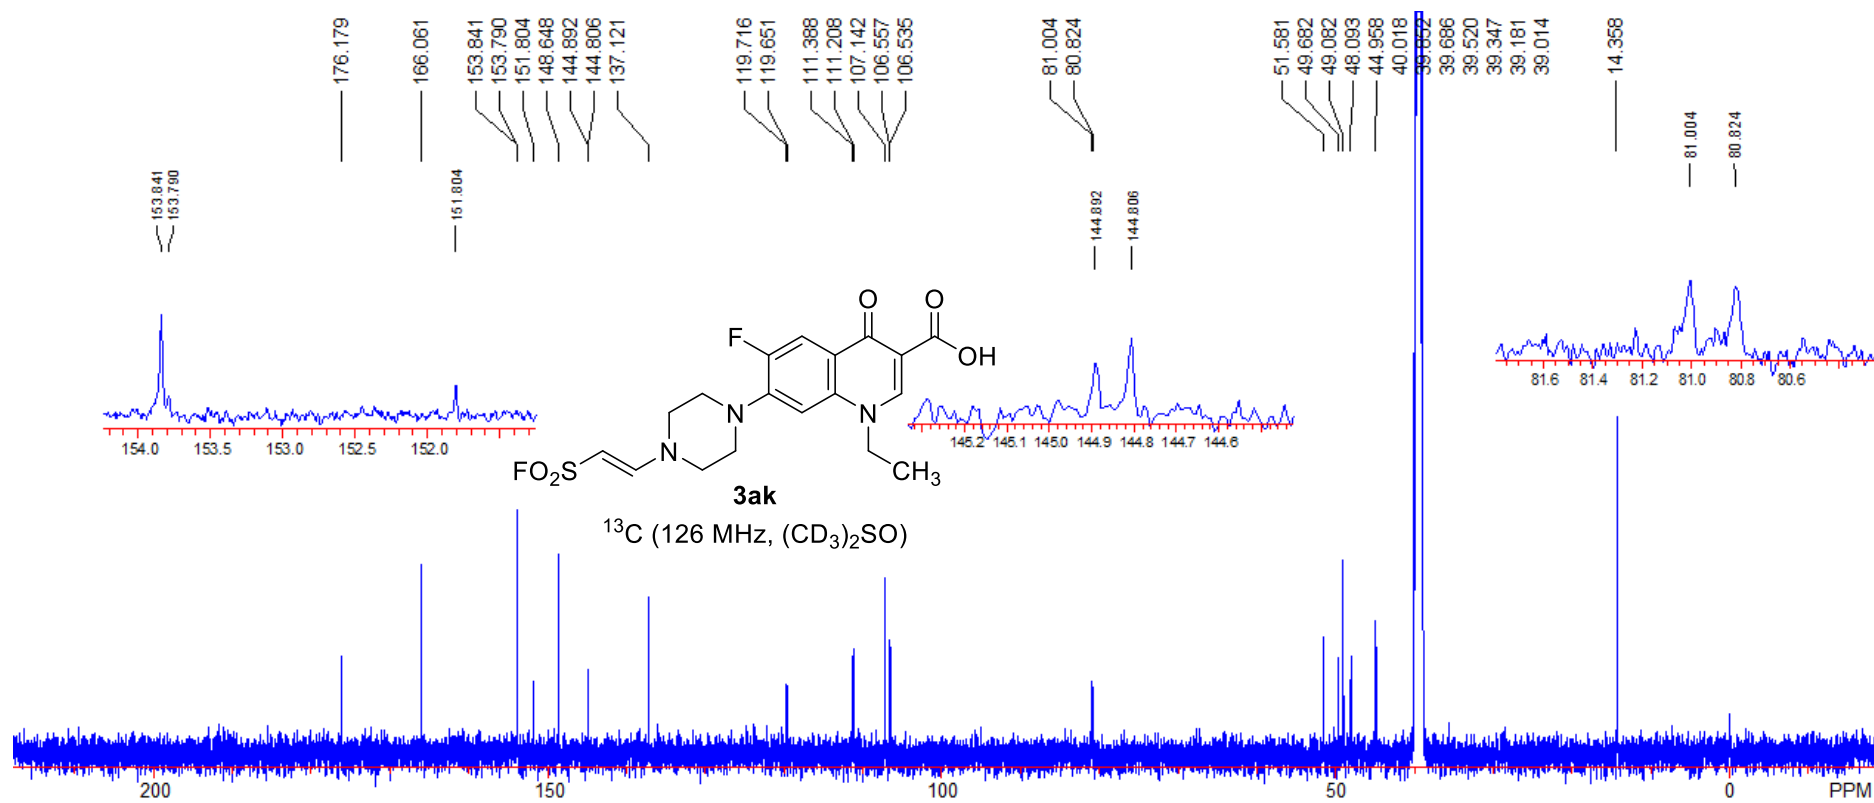 176.179
166.061
153.841
153.790
151.804
148.648
144.892
144.806
137.121
119.716
119.651
111.388
111.208
107.142
106.557
106.535
81.004
80.824
51.581
49.682
49.082
48.093
44.958
40.018
39.852
39.686
39.520
39.347
39.181
39.014
14.358
153.841
153.790
151.804
144.892
144.806
81.004
80.824
154.0 153.5 153.0 152.5 152.0
145.2 145.1 145.0 144.9 144.8 144.7 144.6
81.6 81.4 81.2 81.0 80.8 80.6
O O
F
OH
N
N
N
FO2S
CH3
3ak
13C (126 MHz, (CD3)2SO)
200 150 100 50 0 PPM